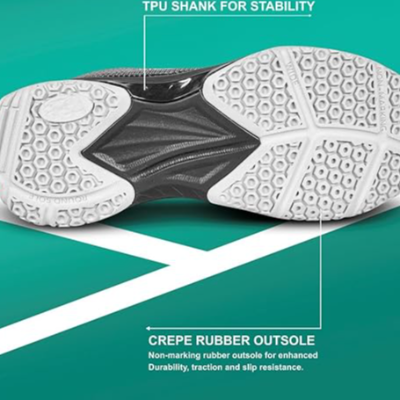 TPU SHANK FOR STABILITY
CREPE RUBBER OUTSOLE
Non-marking rubber outsole for enhanced
Durability, traction and slip resistance.